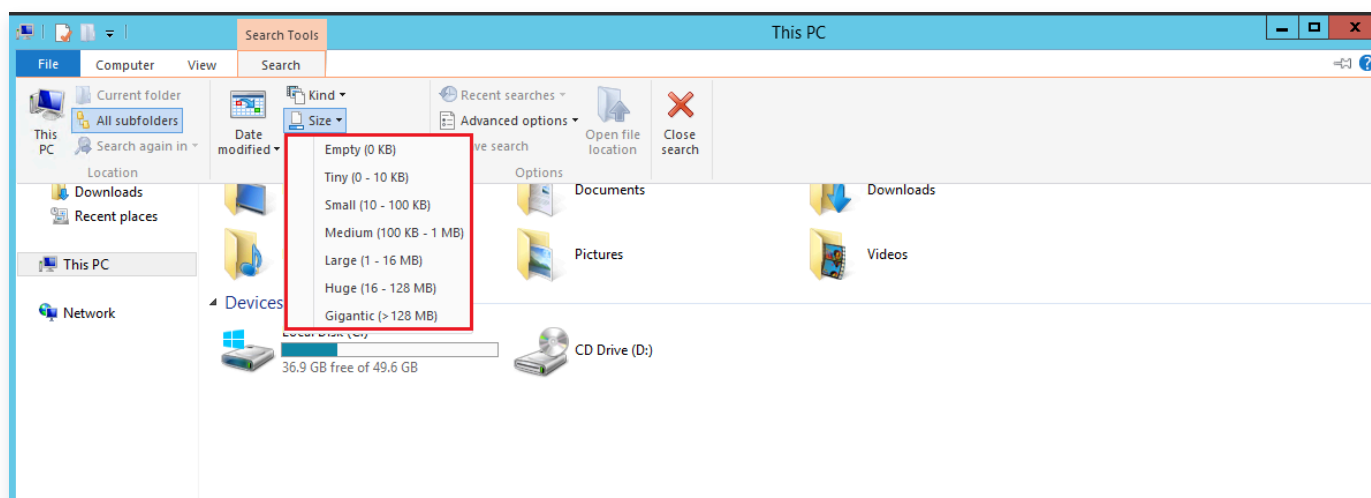 Search Tools
This PC
File
Computer
View
Search
Current folder
All subfolders
Search again in
This
PC
Location
Date
modified
Kind
Size
Empty (0 KB)
Tiny (0 - 10 KB)
Small (10 - 100 KB)
Medium (100 KB - 1 MB)
Large (1 - 16 MB)
Huge (16 - 128 MB)
Gigantic (>128 MB)
Recent searches
Advanced options
ve search
Options
Open file
location
Close
search
Downloads
Recent places
This PC
Network
Documents
Downloads
Pictures
Videos
Devices
CD Drive (D:)
36.9 GB free of 49.6 GB